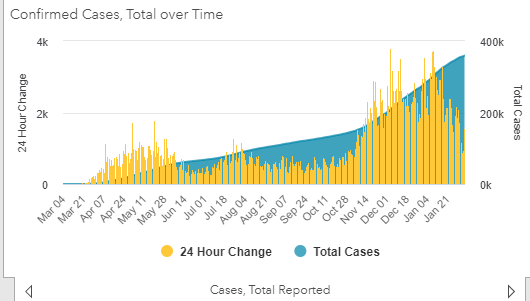 Confirmed Cases, Total over Time
4k
400k
24 Hour Change
Total Cases
2k
200k
0
0k
Mar 04
Mar 21
Apr 07
Apr 24
May 11
May 28
Jun 14
Jul 01
Jul 18
Aug 04
Aug 21
Sep 07
Sep 24
Oct 11
Oct 28
Nov 14
Dec 01
Dec 18
Jan 04
Jan 21
24 Hour Change Total Cases
Cases, Total Reported